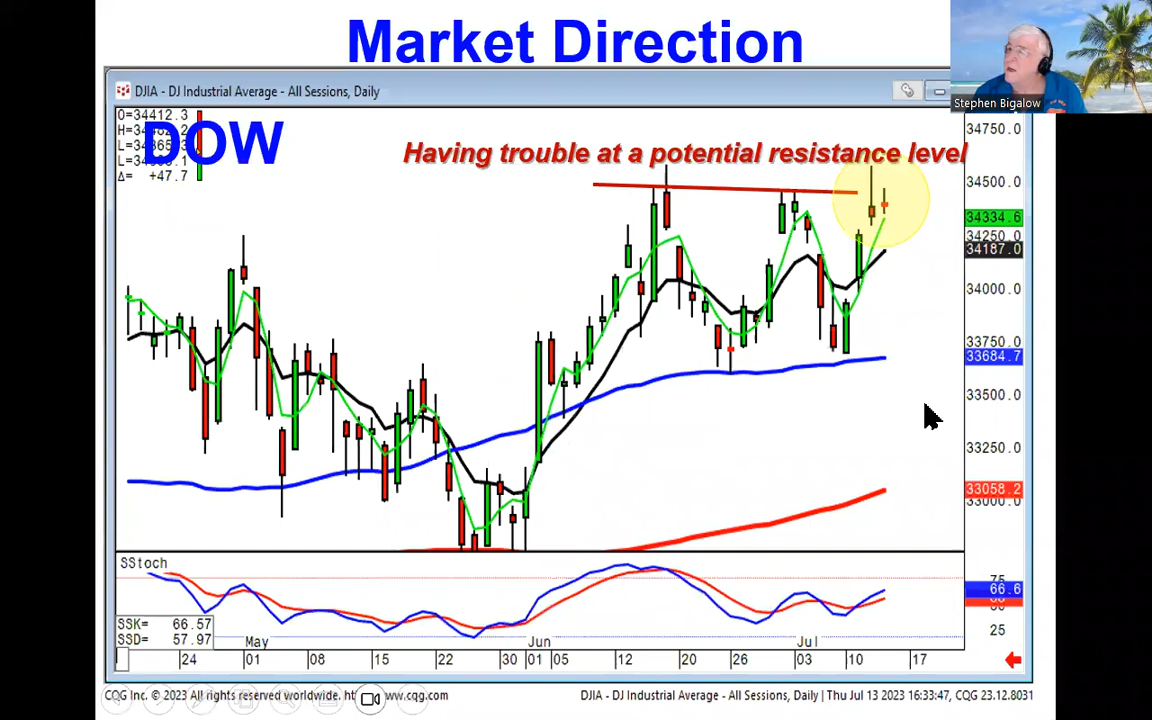 Market Direction
Stephen Bigalow
DJIA - DJ Industrial Average - All Sessions, Daily
O=34412.3
Δ= +47.7
DOW
Having trouble at a potential resistance level
34750.0
34500.0
34334.6
34250.0
34187.0
34000.0
33750.0
33684.7
33500.0
33250.0
33058.2
33000.0
SStoch
75
66.6
25
SSK= 66.57
SSD= 57.97
May
Jun
Jul
24
01
08
15
22
30
01
05
12
20
26
03
10
17
CQG Inc. © 2023 All rights reserved worldwide.
www.cqg.com
DJIA - DJ Industrial Average - All Sessions, Daily | Thu Jul 13 2023 16:33:47, CQG 23.12.8031